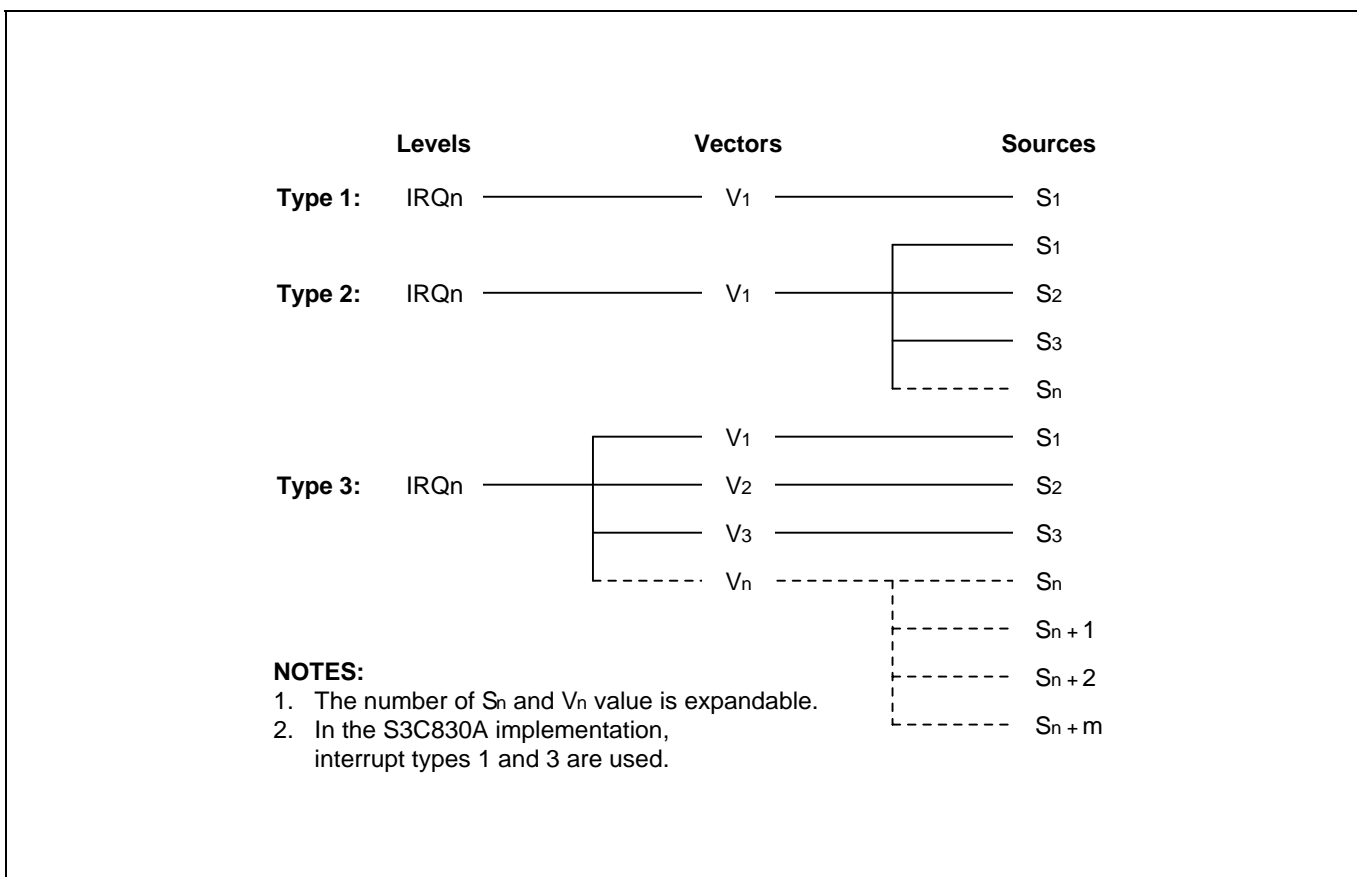 Levels Vectors Sources
Type 1: IRQn V1 S1
S1
Type 2: IRQn V1 S2
S3
Sn
V1 S1
Type 3: IRQn V2 S2
V3 S3
Vn Sn
Sn + 1
NOTES:
Sn + 2
1. The number of Sn and Vn value is expandable.
2. In the S3C830A implementation,
Sn + m
interrupt types 1 and 3 are used.